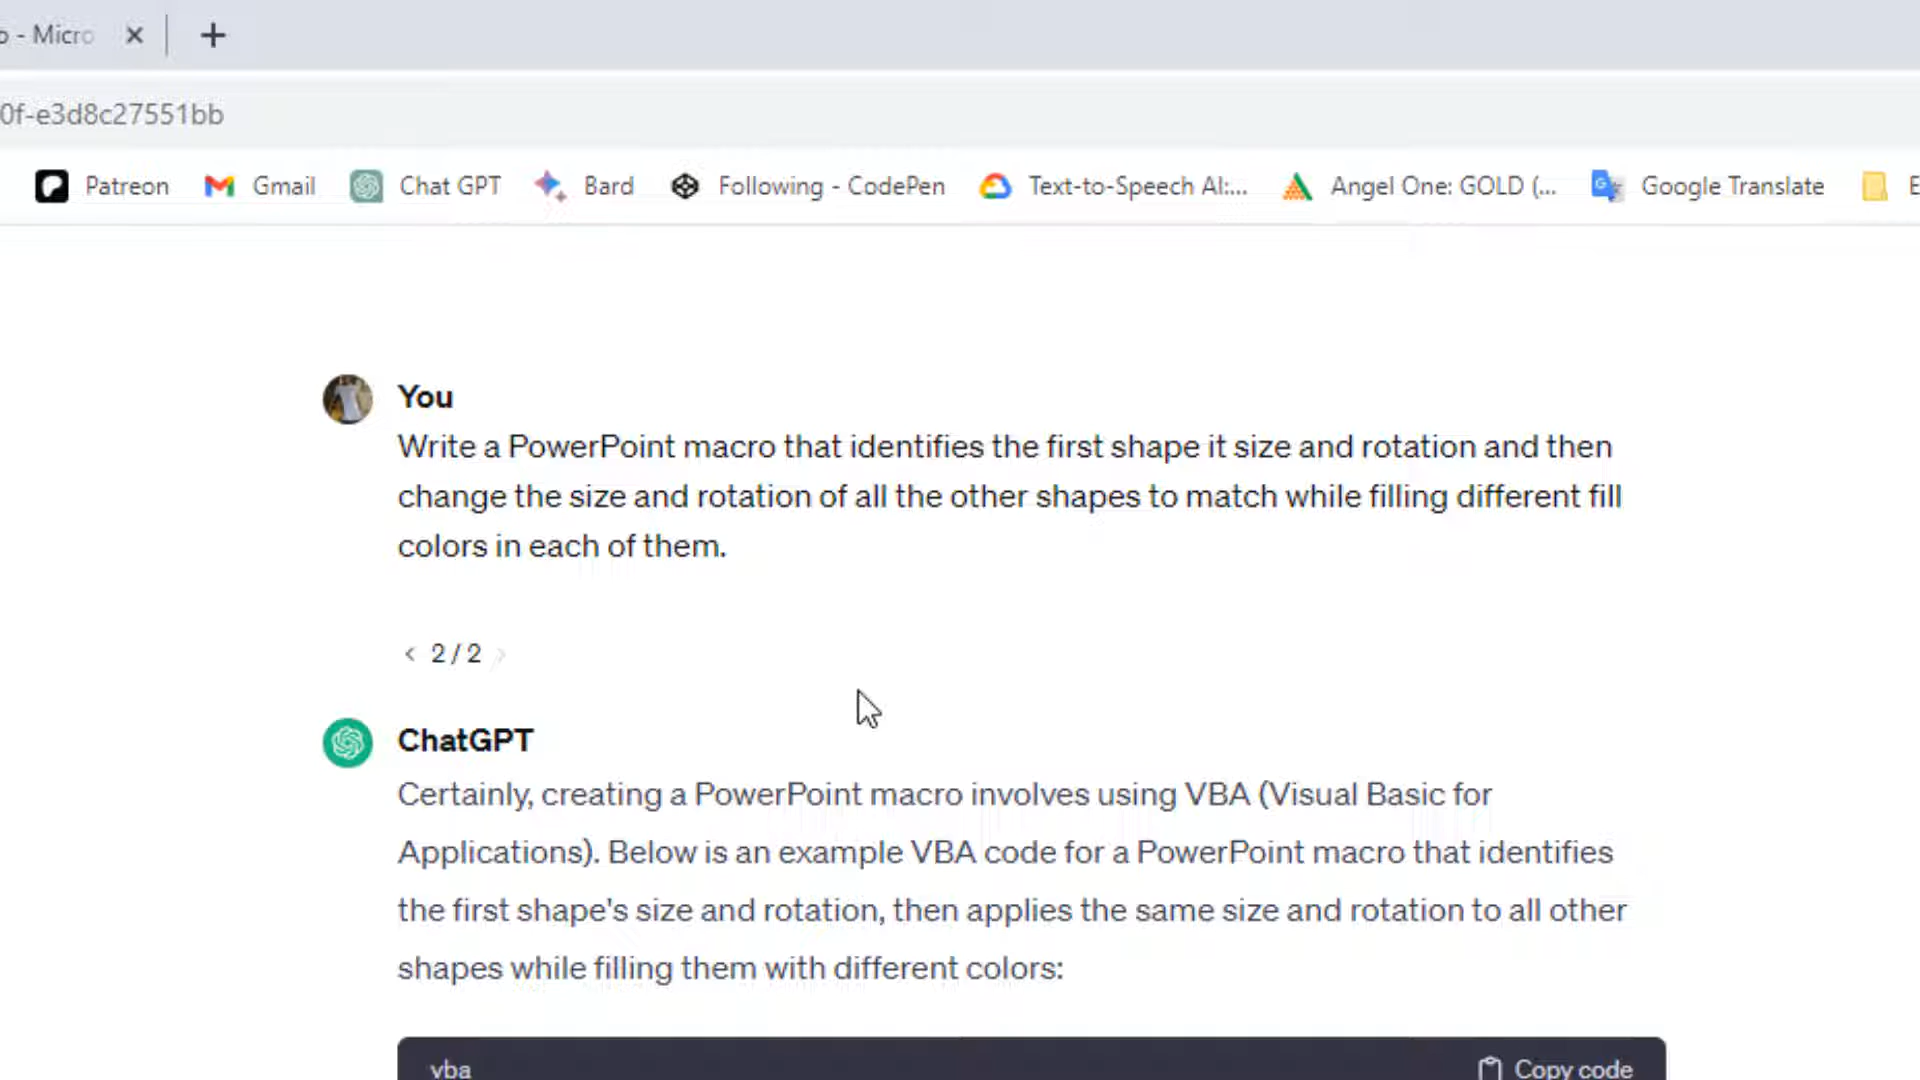 o - Micro
0f-e3d8c27551bb
Patreon Gmail Chat GPT Bard Following - CodePen Text-to-Speech AI:... Angel One: GOLD (... Google Translate E
You
Write a PowerPoint macro that identifies the first shape it size and rotation and then
change the size and rotation of all the other shapes to match while filling different fill
colors in each of them.
< 2 / 2 >
ChatGPT
Certainly, creating a PowerPoint macro involves using VBA (Visual Basic for
Applications). Below is an example VBA code for a PowerPoint macro that identifies
the first shape's size and rotation, then applies the same size and rotation to all other
shapes while filling them with different colors:
vba Copy code